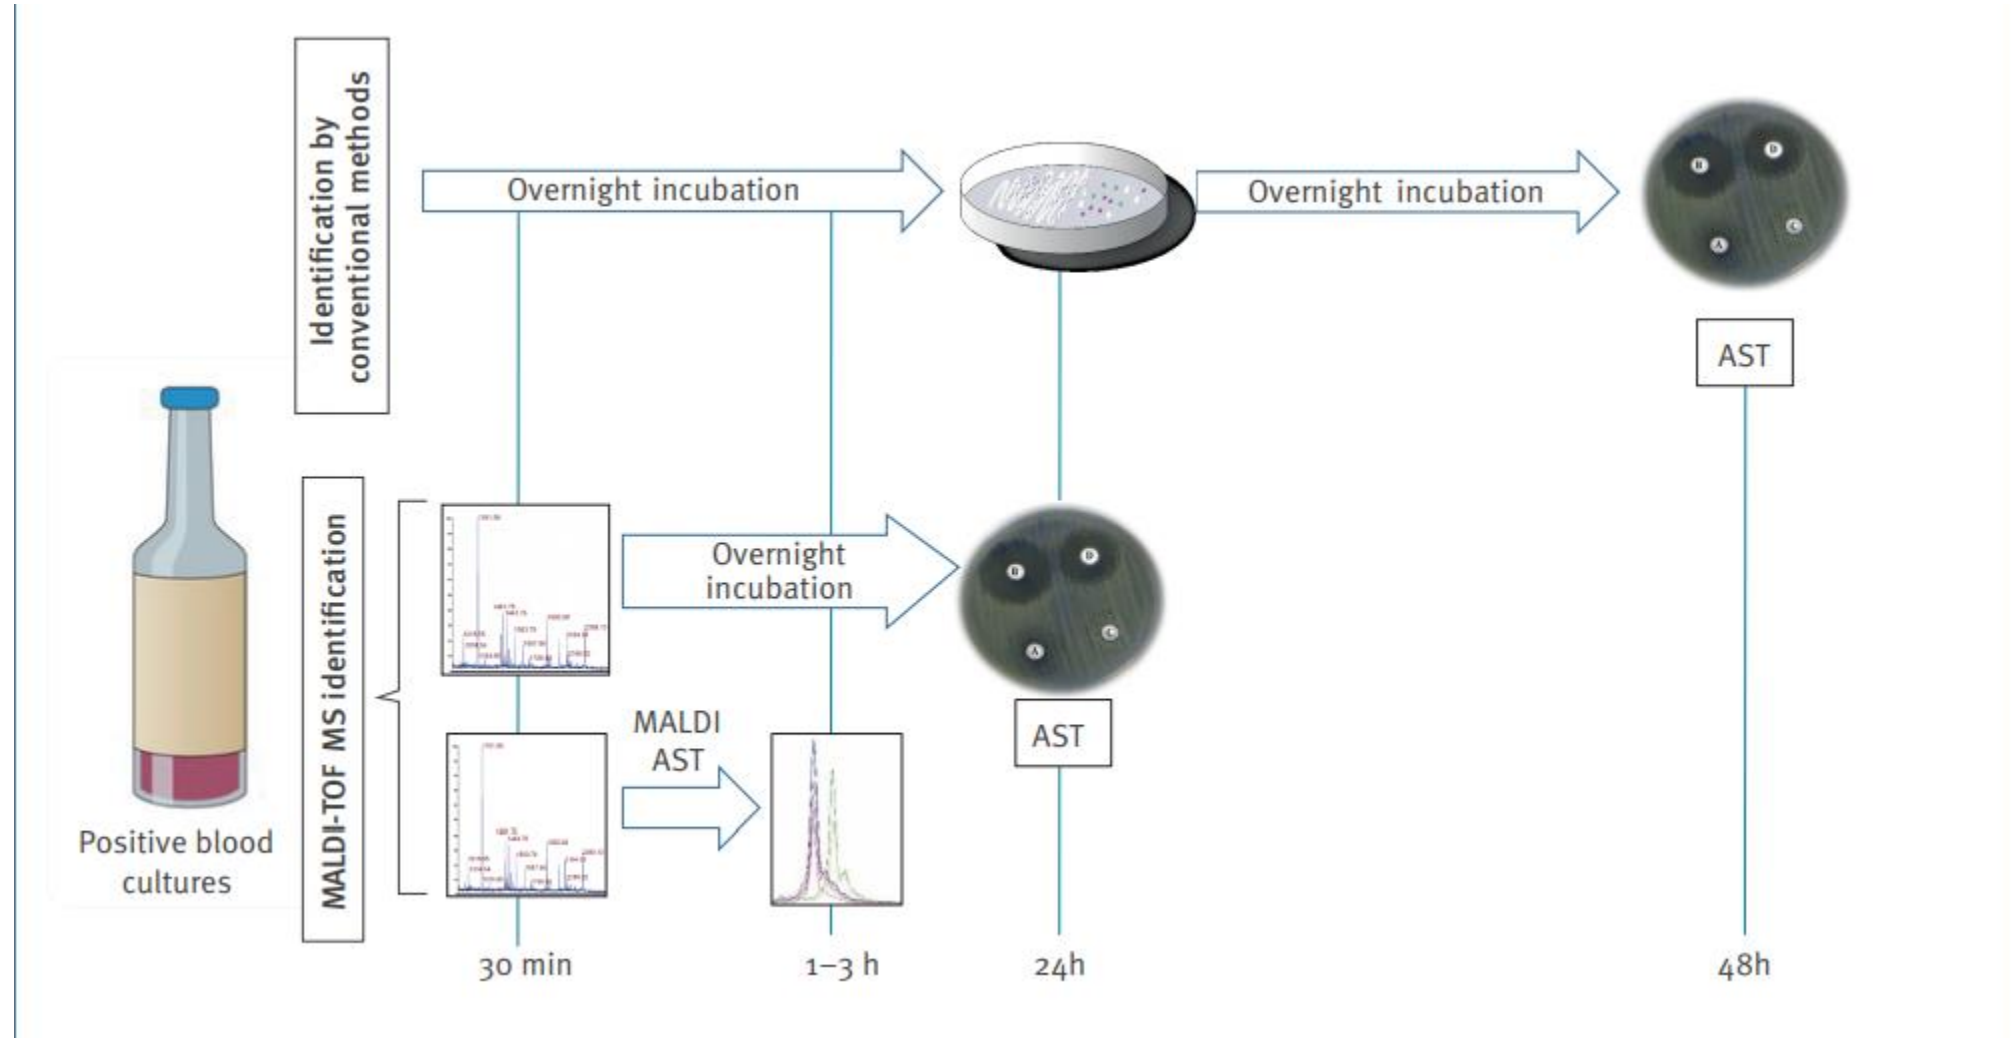 Identification by
conventional methods
Overnight incubation
Overnight incubation
B
D
A
C
AST
Positive blood
cultures
MALDI-TOF MS identification
Overnight
incubation
B
D
A
C
AST
MALDI
AST
30 min
1–3 h
24h
48h